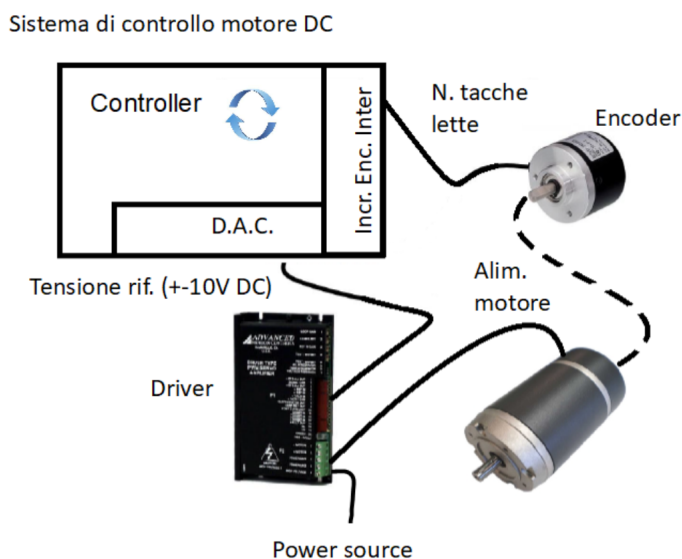 Sistema di controllo motore DC
Controller
Incr. Enc. Inter
N. tacche
lette
Encoder
D.A.C.
Tensione rif. (+-10V DC)
Alim.
motore
ADVANCED
Driver
Power source